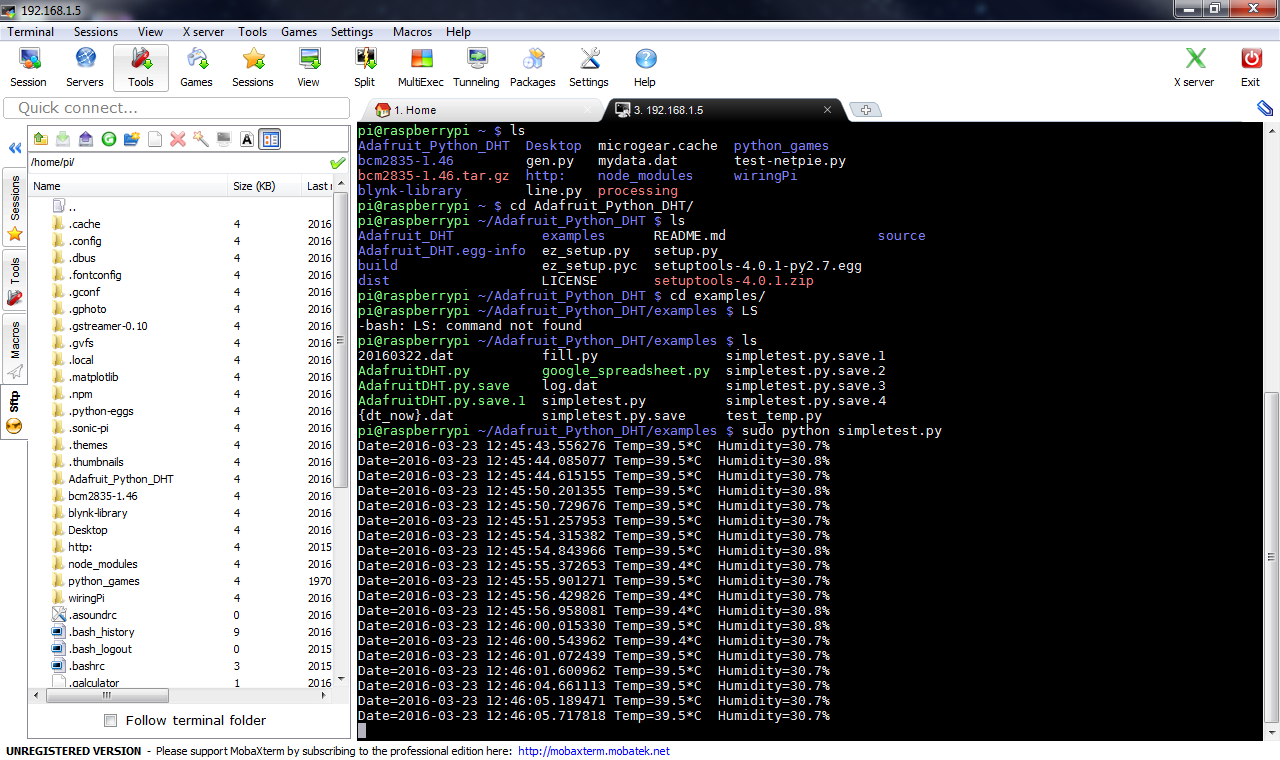 192.168.1.5
Terminal Sessions View X server Tools Games Settings Macros Help
Session Servers Tools Games Sessions View Split MultiExec Tunneling Packages Settings Help X server Exit
Quick connect...
1. Home
3. 192.168.1.5
Sessions
Tools
Macros
Sftp
/home/pi/
Name Size (KB) Last r
..
.cache 4 2016
.config 4 2016
.dbus 4 2016
.fontconfig 4 2016
.gconf 4 2016
.gphoto 4 2016
.gstreamer-0.10 4 2016
.gvfs 4 2016
.local 4 2016
.matplotlib 4 2016
.npm 4 2016
.python-eggs 4 2016
.sonic-pi 4 2016
.themes 4 2016
.thumbnails 4 2016
Adafruit_Python_DHT 4 2016
bcm2835-1.46 4 2016
blynk-library 4 2016
Desktop 4 2016
http: 4 2015
node_modules 4 2016
python_games 4 1970
wiringPi 4 2016
.asoundrc 0 2016
.bash_history 9 2016
.bash_logout 0 2015
.bashrc 3 2015
.galculator 1 2016
Follow terminal folder
pi@raspberrypi ~ $ ls
Adafruit_Python_DHT Desktop microgear.cache python_games
bcm2835-1.46 gen.py mydata.dat test-netpie.py
bcm2835-1.46.tar.gz http: node_modules wiringPi
blynk-library line.py processing
pi@raspberrypi ~ $ cd Adafruit_Python_DHT/
pi@raspberrypi ~/Adafruit_Python_DHT $ ls
Adafruit_DHT examples README.md source
Adafruit_DHT.egg-info ez_setup.py setup.py
build ez_setup.pyc setuptools-4.0.1-py2.7.egg
dist LICENSE setuptools-4.0.1.zip
pi@raspberrypi ~/Adafruit_Python_DHT $ cd examples/
pi@raspberrypi ~/Adafruit_Python_DHT/examples $ LS
-bash: LS: command not found
pi@raspberrypi ~/Adafruit_Python_DHT/examples $ ls
20160322.dat fill.py simpletest.py.save.1
AdafruitDHT.py google_spreadsheet.py simpletest.py.save.2
AdafruitDHT.py.save log.dat simpletest.py.save.3
AdafruitDHT.py.save.1 simpletest.py simpletest.py.save.4
{dt_now}.dat simpletest.py.save test_temp.py
pi@raspberrypi ~/Adafruit_Python_DHT/examples $ sudo python simpletest.py
Date=2016-03-23 12:45:43.556276 Temp=39.5*C Humidity=30.7%
Date=2016-03-23 12:45:44.085077 Temp=39.5*C Humidity=30.8%
Date=2016-03-23 12:45:44.615155 Temp=39.5*C Humidity=30.7%
Date=2016-03-23 12:45:50.201355 Temp=39.5*C Humidity=30.8%
Date=2016-03-23 12:45:50.729676 Temp=39.5*C Humidity=30.7%
Date=2016-03-23 12:45:51.257953 Temp=39.5*C Humidity=30.7%
Date=2016-03-23 12:45:54.315382 Temp=39.4*C Humidity=30.7%
Date=2016-03-23 12:45:54.843966 Temp=39.5*C Humidity=30.8%
Date=2016-03-23 12:45:55.372653 Temp=39.4*C Humidity=30.7%
Date=2016-03-23 12:45:55.901271 Temp=39.5*C Humidity=30.7%
Date=2016-03-23 12:45:56.429826 Temp=39.4*C Humidity=30.7%
Date=2016-03-23 12:45:56.958081 Temp=39.4*C Humidity=30.8%
Date=2016-03-23 12:46:00.015330 Temp=39.5*C Humidity=30.8%
Date=2016-03-23 12:46:00.543962 Temp=39.4*C Humidity=30.7%
Date=2016-03-23 12:46:01.072439 Temp=39.5*C Humidity=30.7%
Date=2016-03-23 12:46:01.600962 Temp=39.5*C Humidity=30.7%
Date=2016-03-23 12:46:04.661113 Temp=39.5*C Humidity=30.7%
Date=2016-03-23 12:46:05.189471 Temp=39.5*C Humidity=30.7%
Date=2016-03-23 12:46:05.717818 Temp=39.5*C Humidity=30.7%
UNREGISTERED VERSION - Please support MobaXterm by subscribing to the professional edition here: http://mobaxterm.mobatek.net